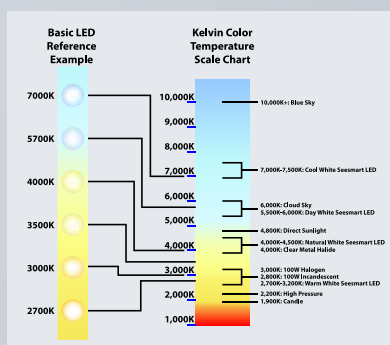 Basic LED
Reference
Example
Kelvin Color
Temperature
Scale Chart
7000K
5700K
4000K
3500K
3000K
2700K
10,000K
9,000K
8,000K
7,000K
6,000K
5,000K
4,000K
3,000K
2,000K
1,000K
10,000K+: Blue Sky
7,000K-7,500K: Cool White Seesmart LED
6,000K: Cloud Sky
5,500K-6,000K: Day White Seesmart LED
4,800K: Direct Sunlight
4,000K-4,500K: Natural White Seesmart LED
4,000K: Clear Metal Halide
3,000K: 100W Halogen
2,800K: 100W Incandescent
2,700K-3,200K: Warm White Seesmart LED
2,200K: High Pressure
1,900K: Candle